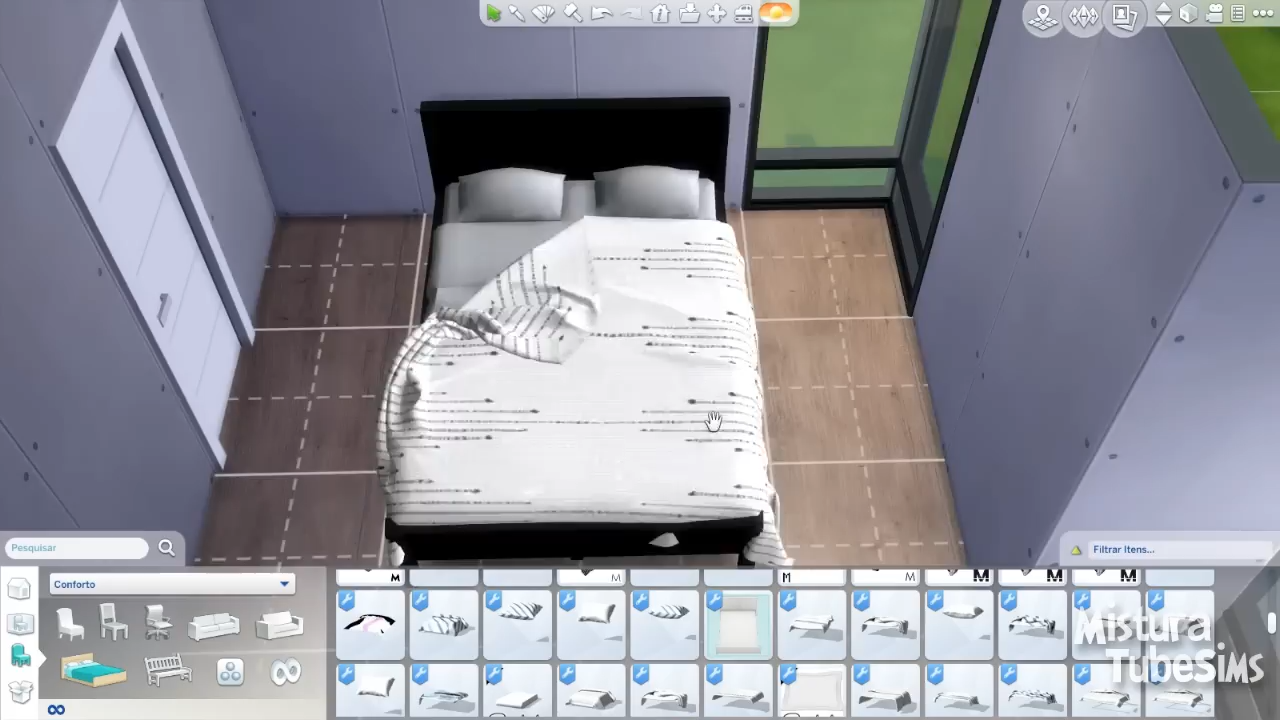 Pesquisar
Filtrar Itens...
Conforto
M M M M M M M
Mistura
TubeSims